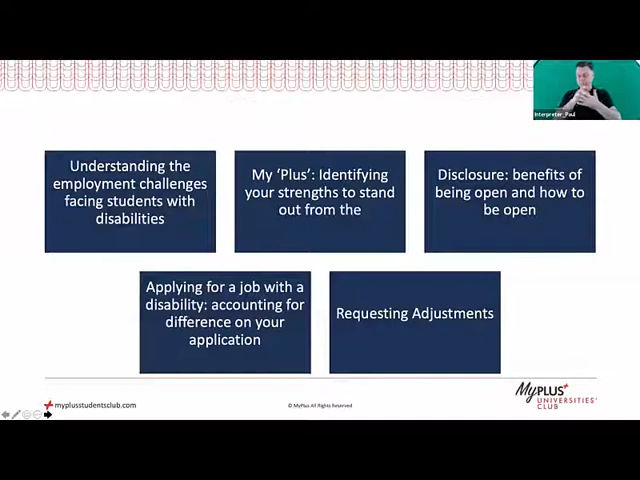 Interpreter_Paul
Understanding the
employment challenges
facing students with
disabilities
My ‘Plus’: Identifying
your strengths to stand
out from the
Disclosure: benefits of
being open and how to
be open
Applying for a job with a
disability: accounting for
difference on your
application
Requesting Adjustments
myplusstudentsclub.com
© MyPlus All Rights Reserved
MyPLUS
UNIVERSITIES'
CLUB